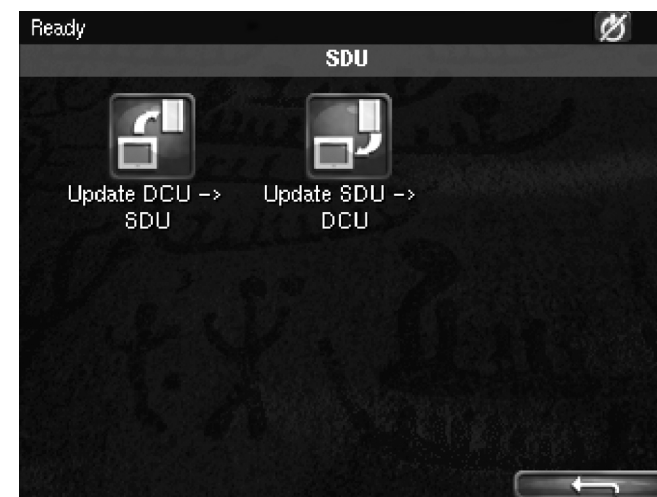 Ready
SDU
Update DCU ->
SDU
Update SDU ->
DCU